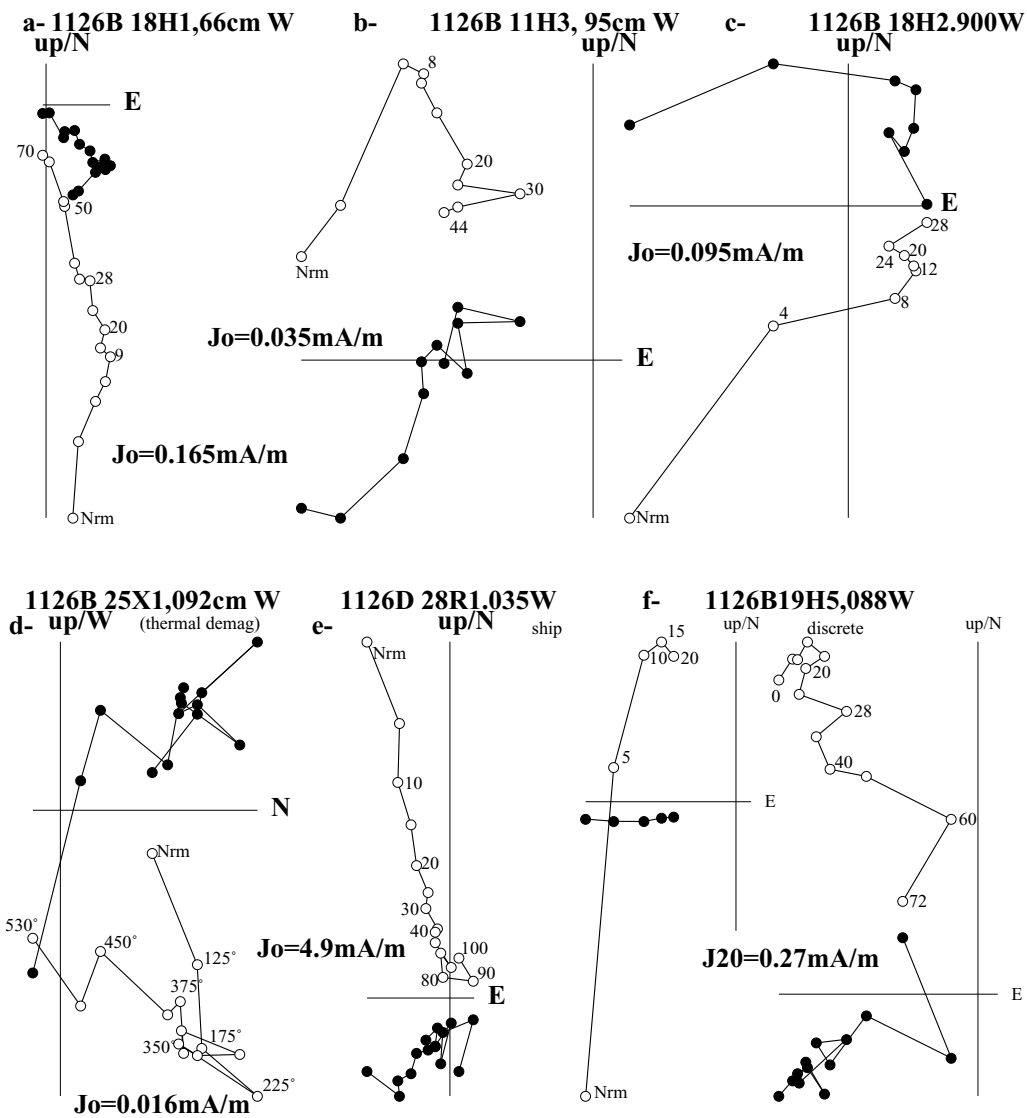 a- 1126B 18H1,66cm W
up/N
E
70
50
28
20
9
Jo=0.165mA/m
Nrm
b- 1126B 11H3, 95cm W
8
20
30
44
Nrm
Jo=0.035mA/m
E
c- 1126B 18H2.900W
up/N
E
28
Jo=0.095mA/m
24
20
12
8
4
Nrm
1126B 25X1,092cm W
d- up/W (thermal demag)
N
Nrm
530°
450°
125°
375°
350°
175°
225°
Jo=0.016mA/m
1126D 28R1.035W
e- up/N
Nrm
10
20
30
40
Jo=4.9mA/m
100
80
90
E
f- 1126B19H5,088W
ship
up/N
15
10
20
5
E
Nrm
discrete
up/N
0
20
28
40
60
72
J20=0.27mA/m
E